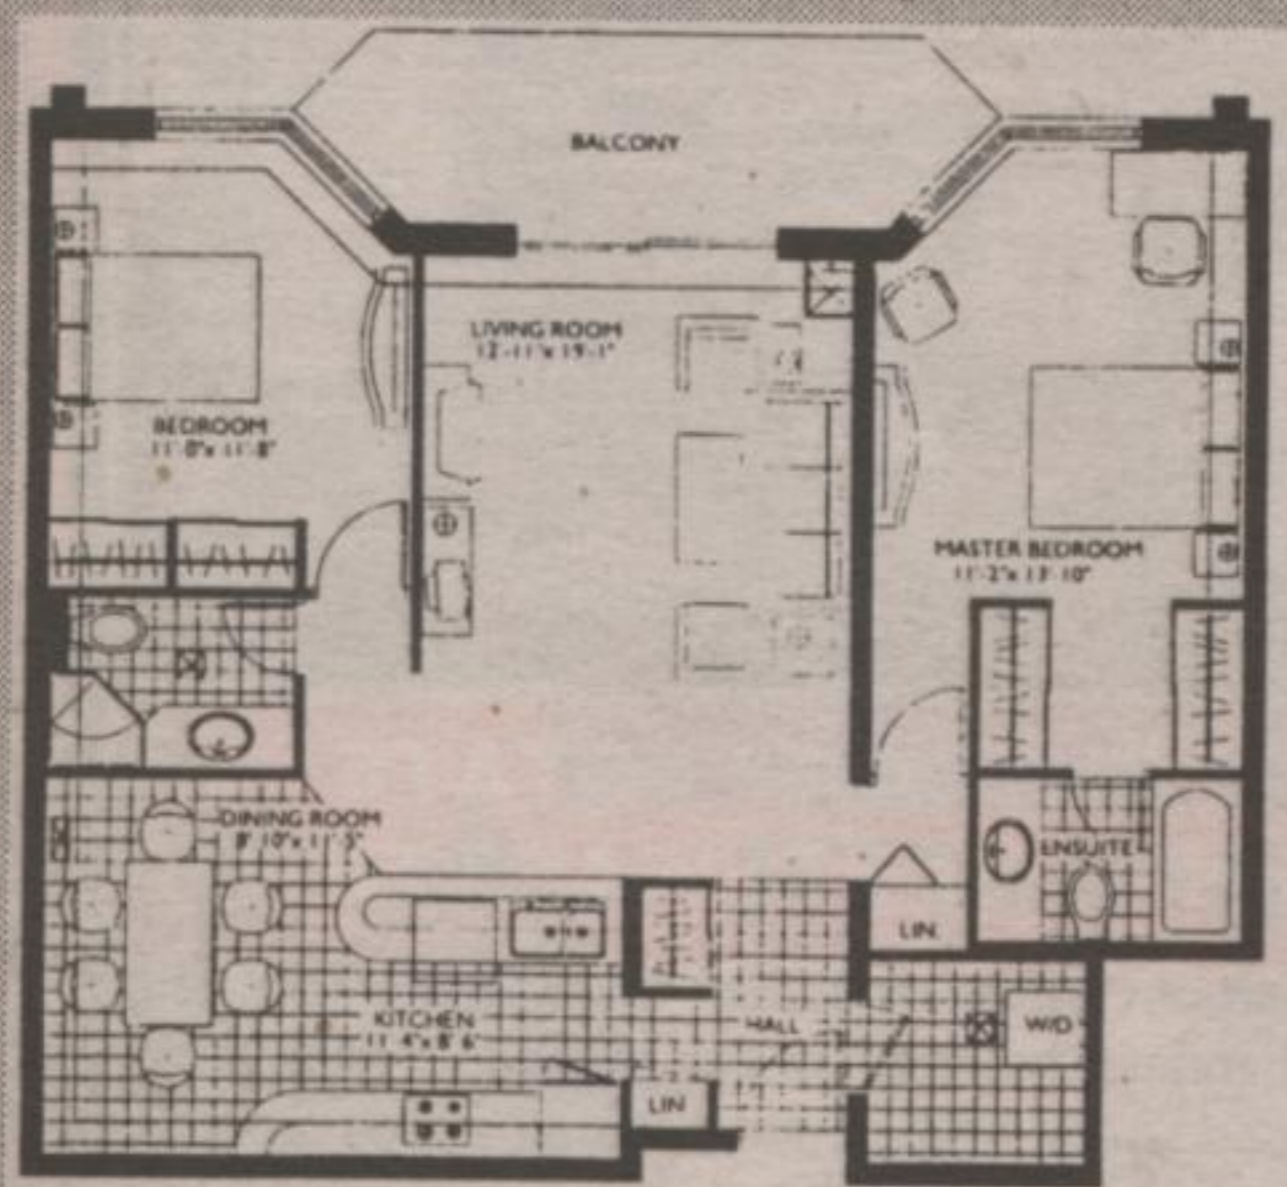 BALCONY
LIVING ROOM
12'-11"x 19'-1"
BEDROOM
11'-0"x 11'-8"
MASTER BEDROOM
11'-2"x 13'-10"
DINING ROOM
8'-10"x 11'-5"
ENSUITE
LIN.
KITCHEN
11'-4"x 8'-6"
HALL
W/D
LIN